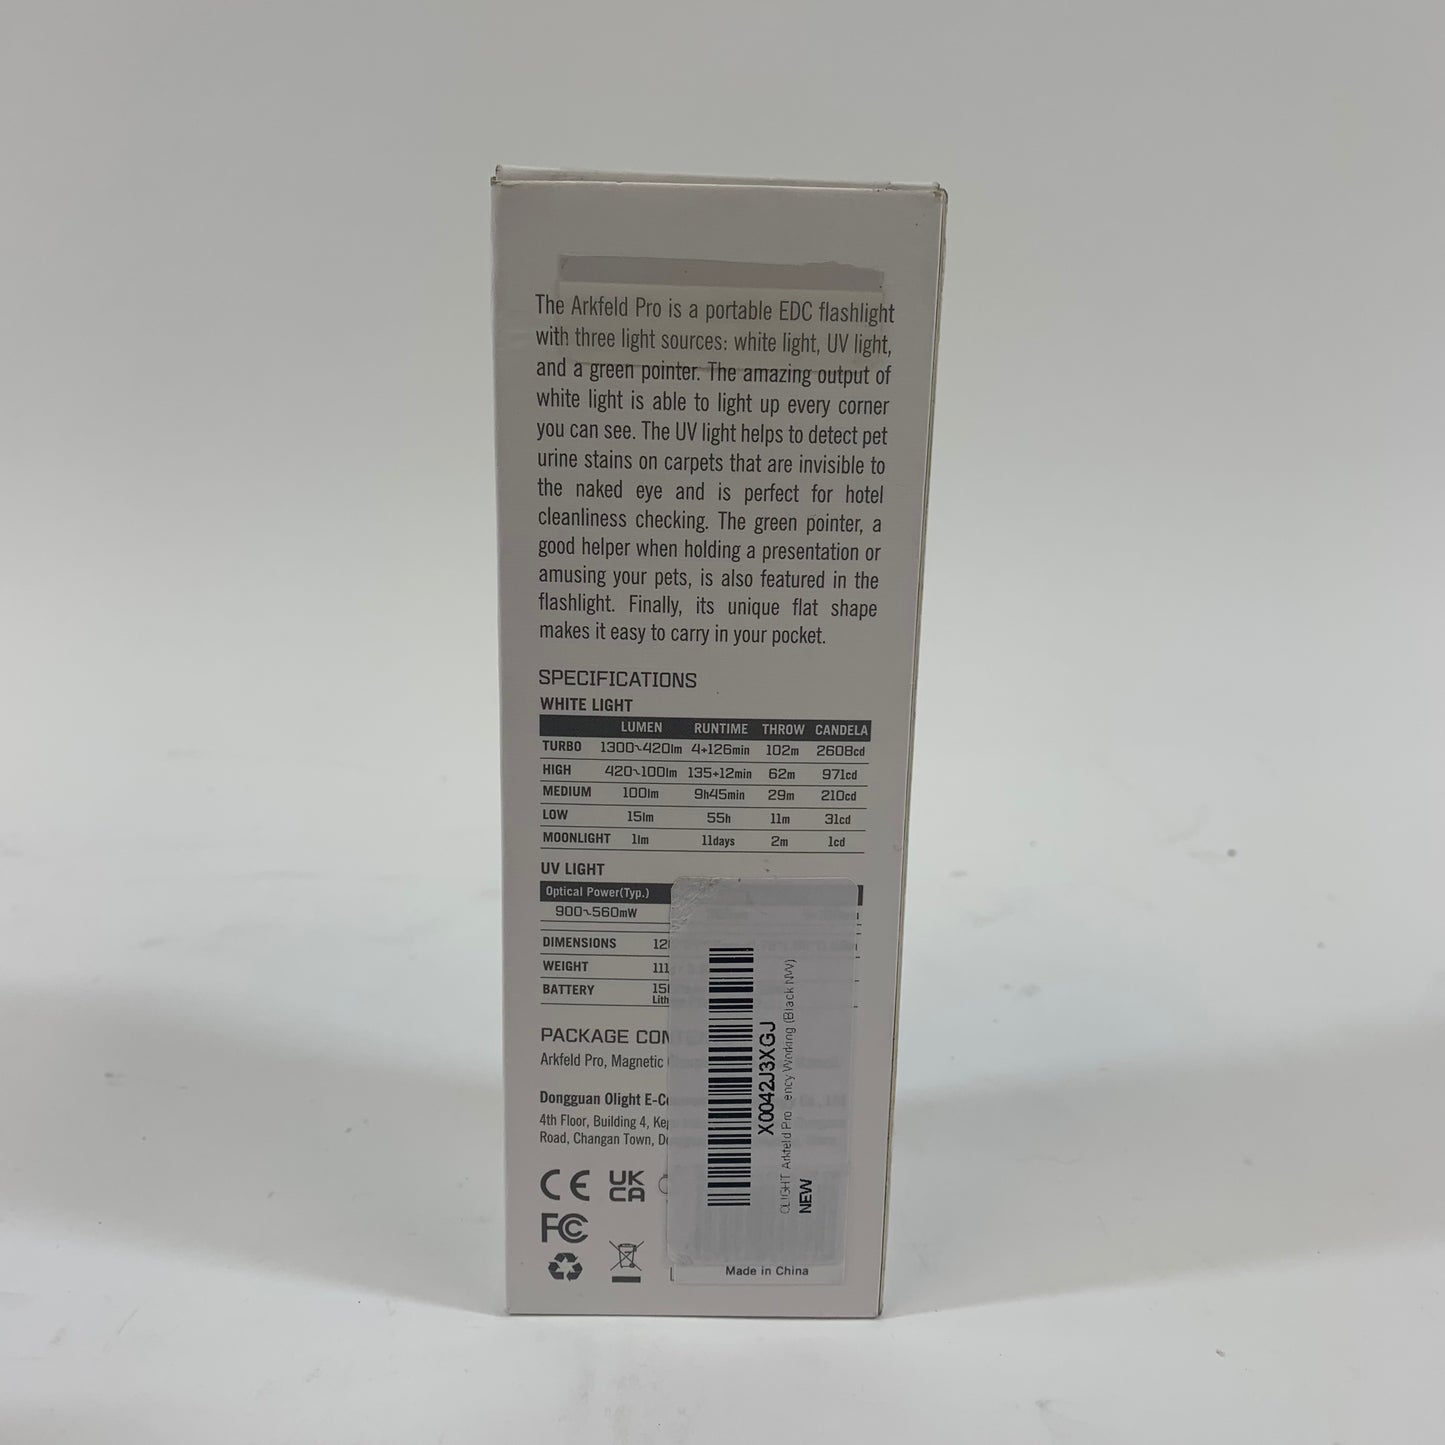 The Arkfeld Pro is a portable EDC flashlight
with three light sources: white light, UV light,
and a green pointer. The amazing output of
white light is able to light up every corner
you can see. The UV light helps to detect pet
urine stains on carpets that are invisible to
the naked eye and is perfect for hotel
cleanliness checking. The green pointer, a
good helper when holding a presentation or
amusing your pets, is also featured in the
flashlight. Finally, its unique flat shape
makes it easy to carry in your pocket.
SPECIFICATIONS
WHITE LIGHT
LUMEN RUNTIME THROW CANDELA
TURBO 1300~420lm 4+126min 102m 2608cd
HIGH 420~100lm 135+12min 62m 971cd
MEDIUM 100lm 9h45min 29m 210cd
LOW 15lm 55h 11m 31cd
MOONLIGHT 1lm 11days 2m 1cd
UV LIGHT
Optical Power(Typ.)
900~560mW
DIMENSIONS
WEIGHT
BATTERY
PACKAGE
Arkfeld Pro, Magnetic
Dongguan Olight
4th Floor, Building 4,
Road, Changan Town,
CE UK
CA
FC
X0042J3XGJ
OLIGHT Arkfeld Pro Working (Black NW)
NEW
Made in China